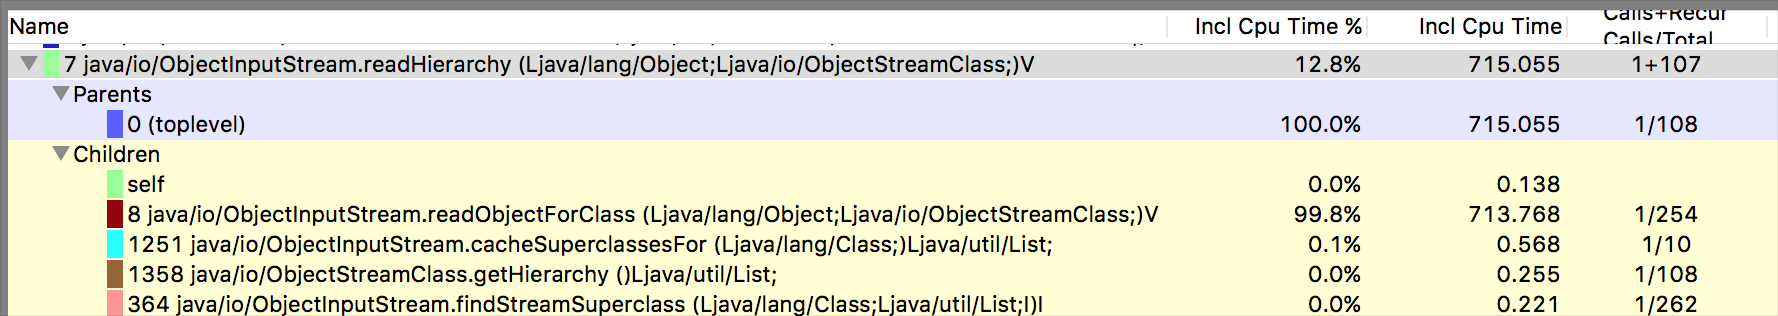 Name Incl Cpu Time % Incl Cpu Time Calls+Recur
Calls/Total
7 java/io/ObjectInputStream.readHierarchy (Ljava/lang/Object;Ljava/io/ObjectStreamClass;)V 12.8% 715.055 1+107
Parents
0 (toplevel) 100.0% 715.055 1/108
Children
self 0.0% 0.138
8 java/io/ObjectInputStream.readObjectForClass (Ljava/lang/Object;Ljava/io/ObjectStreamClass;)V 99.8% 713.768 1/254
1251 java/io/ObjectInputStream.cacheSuperclassesFor (Ljava/lang/Class;)Ljava/util/List; 0.1% 0.568 1/10
1358 java/io/ObjectStreamClass.getHierarchy ()Ljava/util/List; 0.0% 0.255 1/108
364 java/io/ObjectInputStream.findStreamSuperclass (Ljava/lang/Class;Ljava/util/List;I)I 0.0% 0.221 1/262